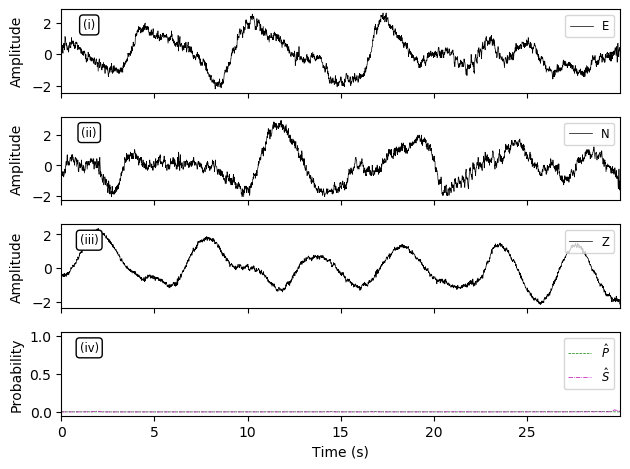 (i)
E
2
0
−2
Amplitude
(ii)
N
2
0
−2
Amplitude
(iii)
Z
2
0
−2
Amplitude
(iv)
P̂
Ŝ
1.0
0.5
0.0
Probability
0 5 10 15 20 25
Time (s)